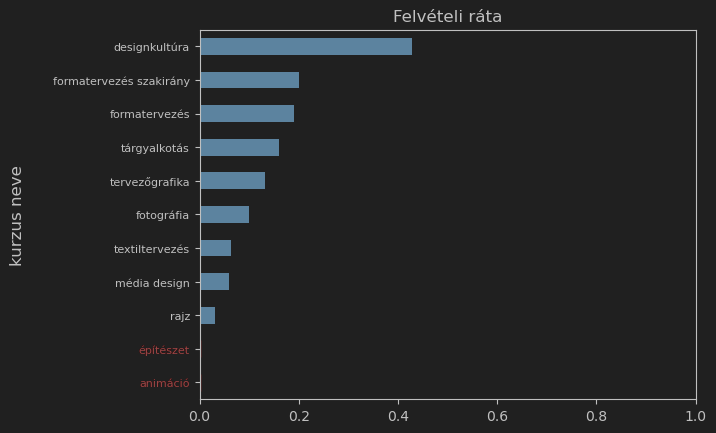 Felvételi ráta
kurzus neve
designkultúra
formatervezés szakirány
formatervezés
tárgyalkotás
tervezőgrafika
fotográfia
textiltervezés
média design
rajz
építészet
animáció
0.0 0.2 0.4 0.6 0.8 1.0